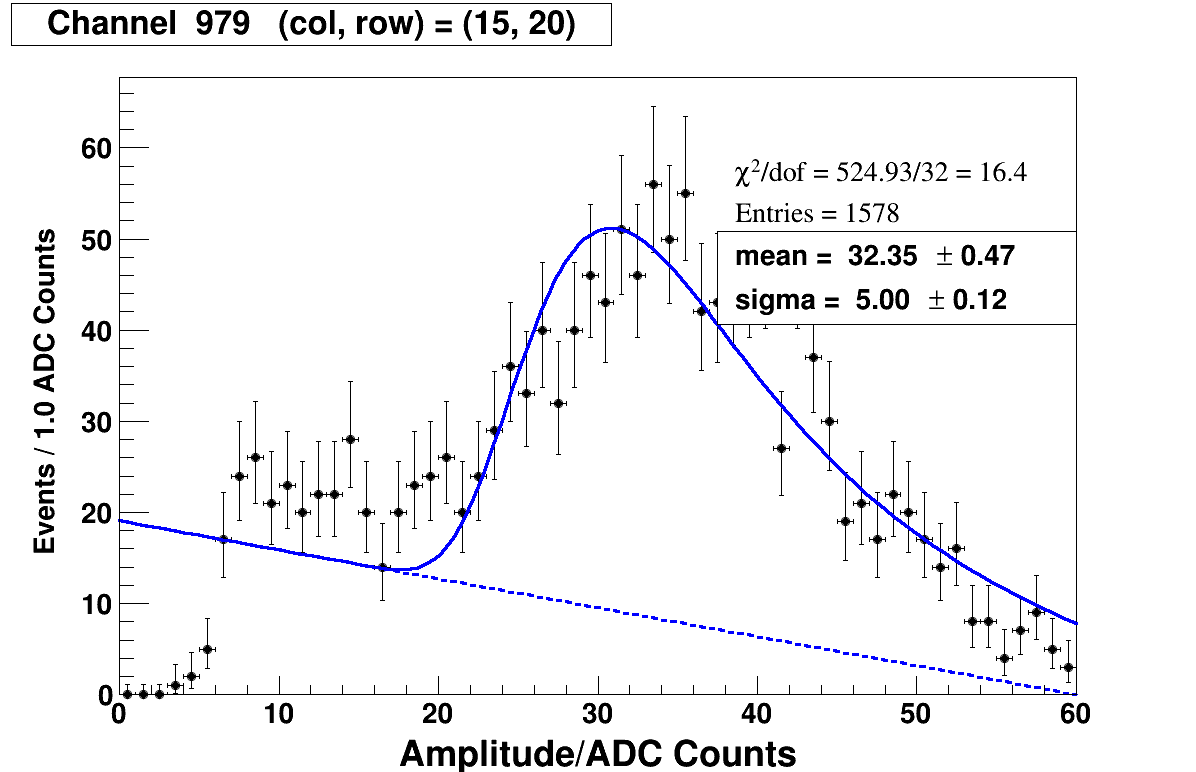 Channel 979 (col, row) = (15, 20)
Events / 1.0 ADC Counts
60
50
40
30
20
10
0
χ²/dof = 524.93/32 = 16.4
Entries = 1578
mean = 32.35 ± 0.47
sigma = 5.00 ± 0.12
0 10 20 30 40 50 60
Amplitude/ADC Counts